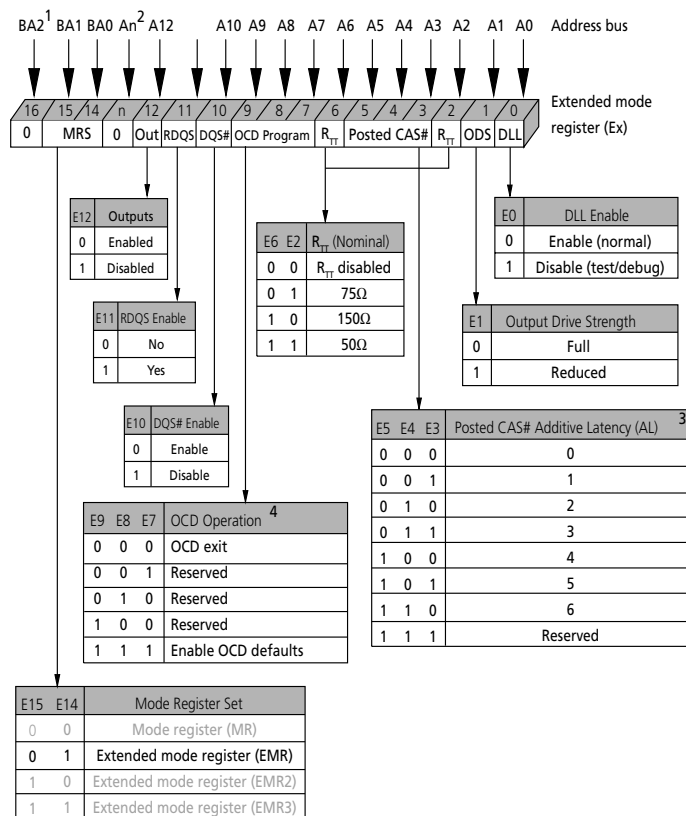 BA2 1 BA1 BA0 An 2 A12 A10 A9 A8 A7 A6 A5 A4 A3 A2 A1 A0 Address bus
16 15 14 n 12 11 10 9 8 7 6 5 4 3 2 1 0
Extended mode
register (Ex)
0 MRS 0 Out RDQS DQS# OCD Program RTT Posted CAS# RTT ODS DLL
E12 Outputs
0 Enabled
1 Disabled
E11 RDQS Enable
0 No
1 Yes
E10 DQS# Enable
0 Enable
1 Disable
E6 E2 RTT (Nominal)
0 0 RTT disabled
0 1 75Ω
1 0 150Ω
1 1 50Ω
E0 DLL Enable
0 Enable (normal)
1 Disable (test/debug)
E1 Output Drive Strength
0 Full
1 Reduced
E5 E4 E3 Posted CAS# Additive Latency (AL) 3
0 0 0 0
0 0 1 1
0 1 0 2
0 1 1 3
1 0 0 4
1 0 1 5
1 1 0 6
1 1 1 Reserved
E9 E8 E7 OCD Operation 4
0 0 0 OCD exit
0 0 1 Reserved
0 1 0 Reserved
1 0 0 Reserved
1 1 1 Enable OCD defaults
E15 E14 Mode Register Set
0 0 Mode register (MR)
0 1 Extended mode register (EMR)
1 0 Extended mode register (EMR2)
1 1 Extended mode register (EMR3)